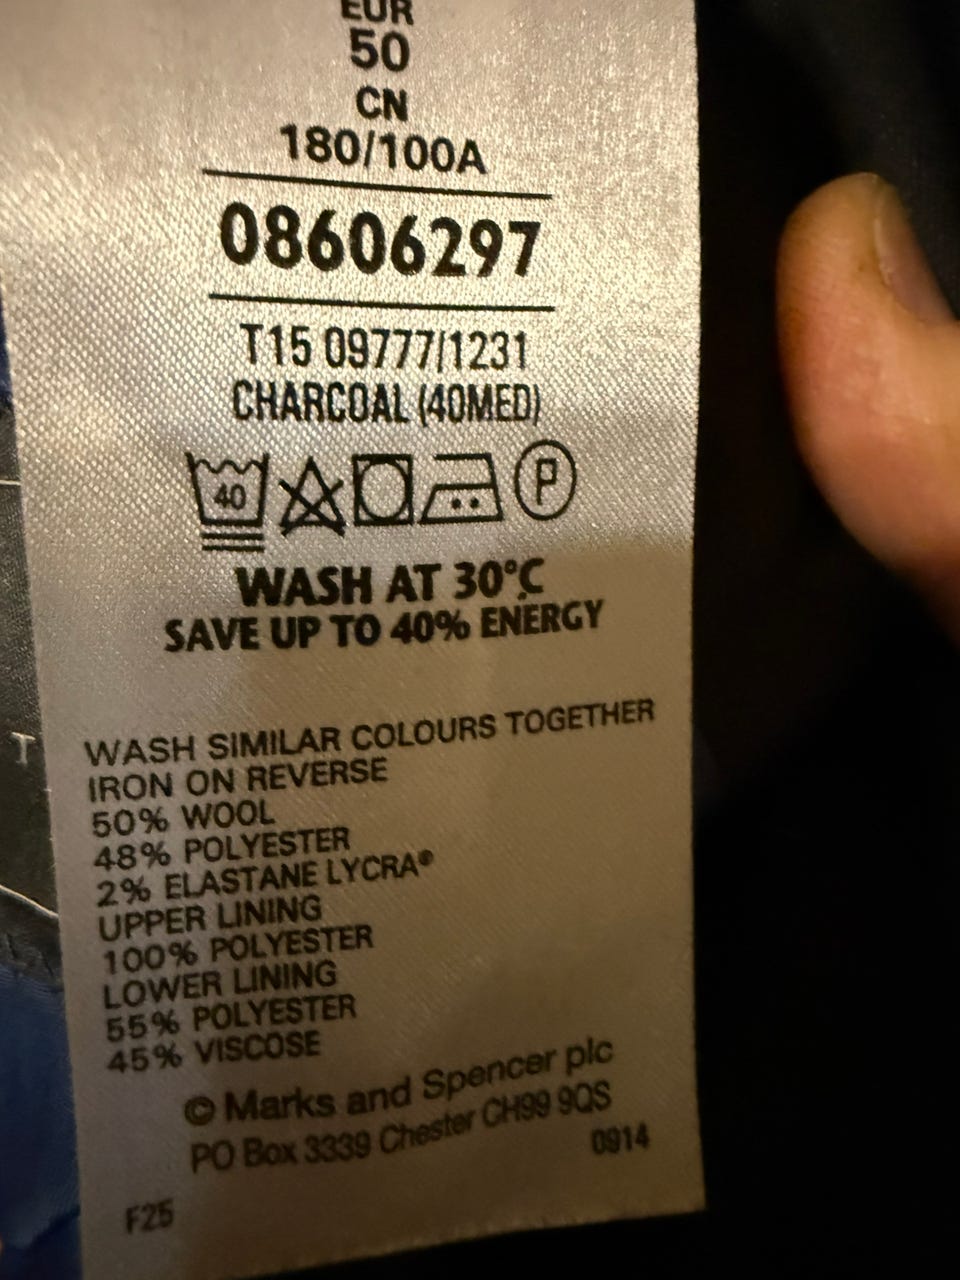 EUR
50
CN
180/100A
08606297
T15 09777/1231
CHARCOAL (40MED)
40 P
WASH AT 30°C
SAVE UP TO 40% ENERGY
WASH SIMILAR COLOURS TOGETHER
IRON ON REVERSE
50% WOOL
48% POLYESTER
2% ELASTANE LYCRA®
UPPER LINING
100% POLYESTER
LOWER LINING
55% POLYESTER
45% VISCOSE
© Marks and Spencer plc
PO Box 3339 Chester CH99 9QS
0914
F25
T